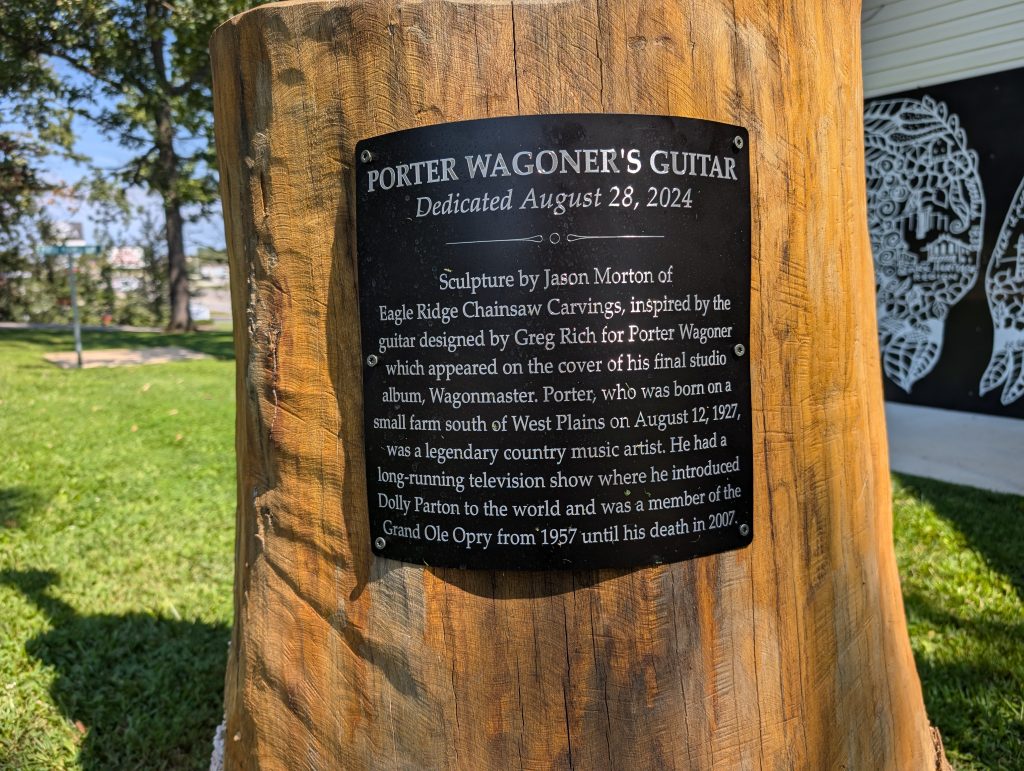 PORTER WAGONER'S GUITAR
Dedicated August 28, 2024
Sculpture by Jason Morton of
Eagle Ridge Chainsaw Carvings, inspired by the
guitar designed by Greg Rich for Porter Wagoner
which appeared on the cover of his final studio
album, Wagonmaster. Porter, who was born on a
small farm south of West Plains on August 12, 1927,
was a legendary country music artist. He had a
long-running television show where he introduced
Dolly Parton to the world and was a member of the
Grand Ole Opry from 1957 until his death in 2007.